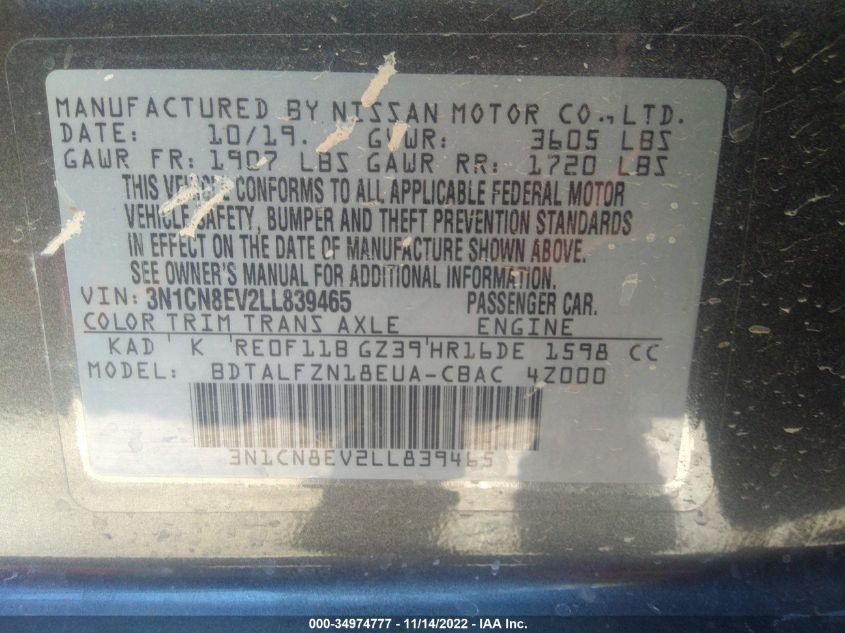 MANUFACTURED BY NISSAN MOTOR CO., LTD.
DATE: 10/19. GVWR: 3605 LBS
GAWR FR: 1907 LBS GAWR RR: 1720 LBS
THIS VEHICLE CONFORMS TO ALL APPLICABLE FEDERAL MOTOR
VEHICLE SAFETY, BUMPER AND THEFT PREVENTION STANDARDS
IN EFFECT ON THE DATE OF MANUFACTURE SHOWN ABOVE.
SEE OWNER'S MANUAL FOR ADDITIONAL INFORMATION.
VIN: 3N1CN8EV2LL839465 PASSENGER CAR.
COLOR TRIM TRANS AXLE ENGINE
KAD K RE0F11B GZ39 HR16DE 1598 CC
MODEL: BDTALFZN18EUA-CBAC 4Z000
3N1CN8EV2LL839465
000-34974777 - 11/14/2022 - IAA Inc.